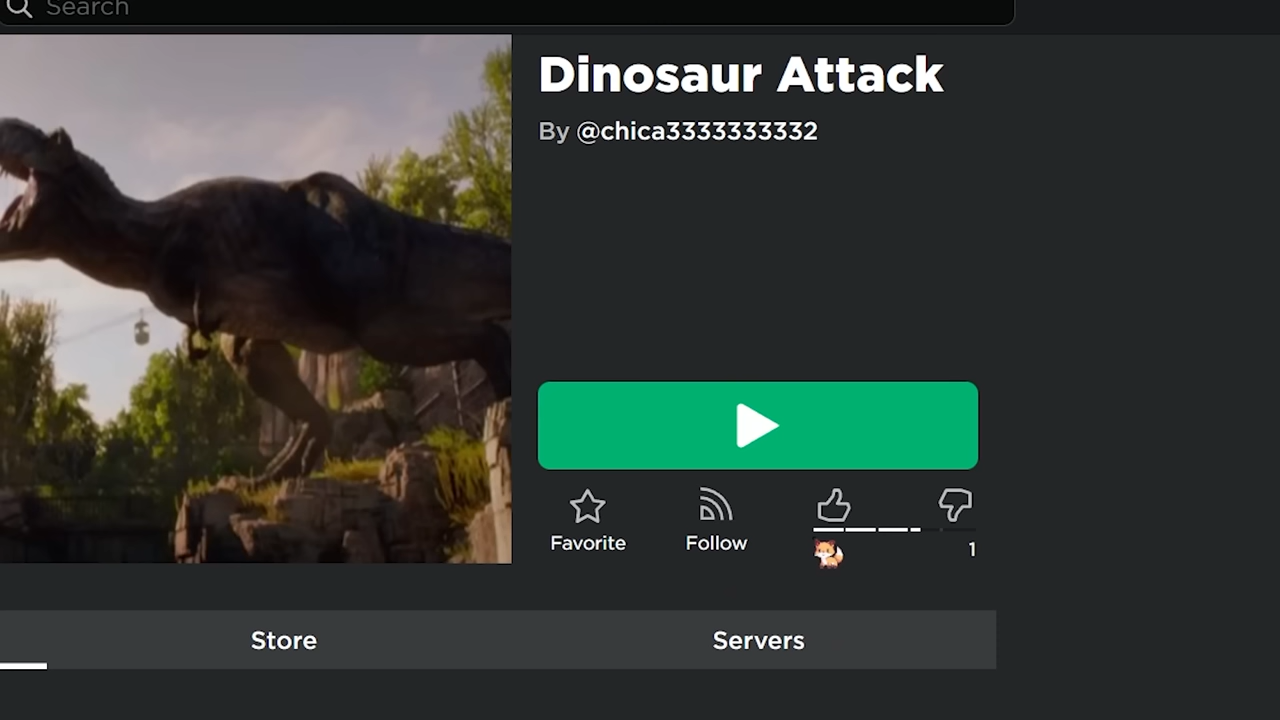 Search
Dinosaur Attack
By @chica3333333332
Favorite
Follow
1
Store
Servers